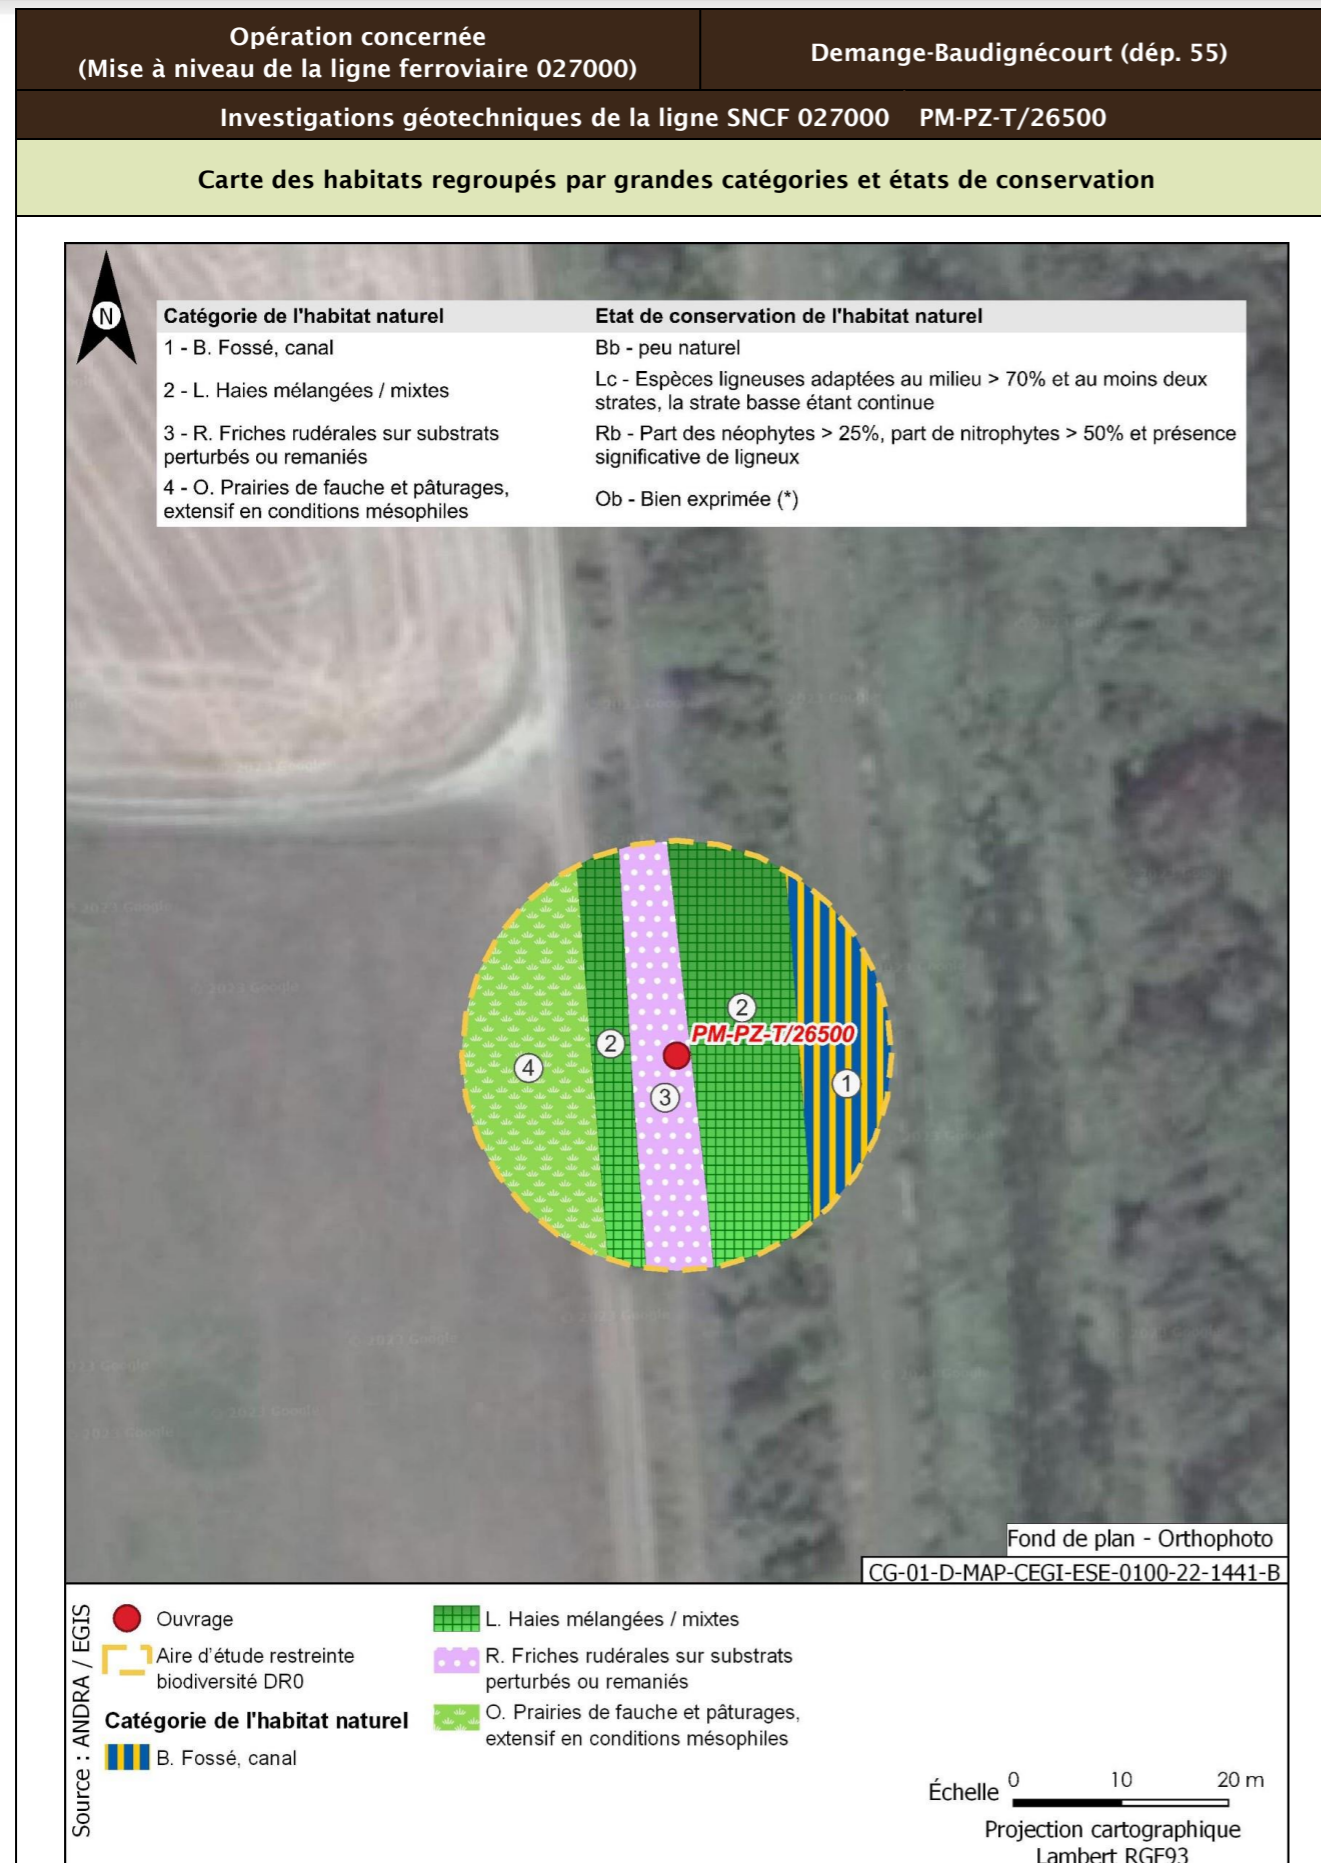 Opération concernée
(Mise à niveau de la ligne ferroviaire 027000)
Demange-Baudignécourt (dép. 55)
Investigations géotechniques de la ligne SNCF 027000 PM-PZ-T/26500
Carte des habitats regroupés par grandes catégories et états de conservation
N
Catégorie de l'habitat naturel
Etat de conservation de l'habitat naturel
1 - B. Fossé, canal
Bb - peu naturel
2 - L. Haies mélangées / mixtes
Lc - Espèces ligneuses adaptées au milieu > 70% et au moins deux
strates, la strate basse étant continue
3 - R. Friches rudérales sur substrats
perturbés ou remaniés
Rb - Part des néophytes > 25%, part de nitrophytes > 50% et présence
significative de ligneux
4 - O. Prairies de fauche et pâturages,
extensif en conditions mésophiles
Ob - Bien exprimée (*)
2
PM-PZ-T/26500
2
4
1
3
Fond de plan - Orthophoto
CG-01-D-MAP-CEGI-ESE-0100-22-1441-B
Source : ANDRA / EGIS
Ouvrage
Aire d'étude restreinte
biodiversité DR0
Catégorie de l'habitat naturel
B. Fossé, canal
L. Haies mélangées / mixtes
R. Friches rudérales sur substrats
perturbés ou remaniés
O. Prairies de fauche et pâturages,
extensif en conditions mésophiles
Échelle 0 10 20 m
Projection cartographique
Lambert RGF93